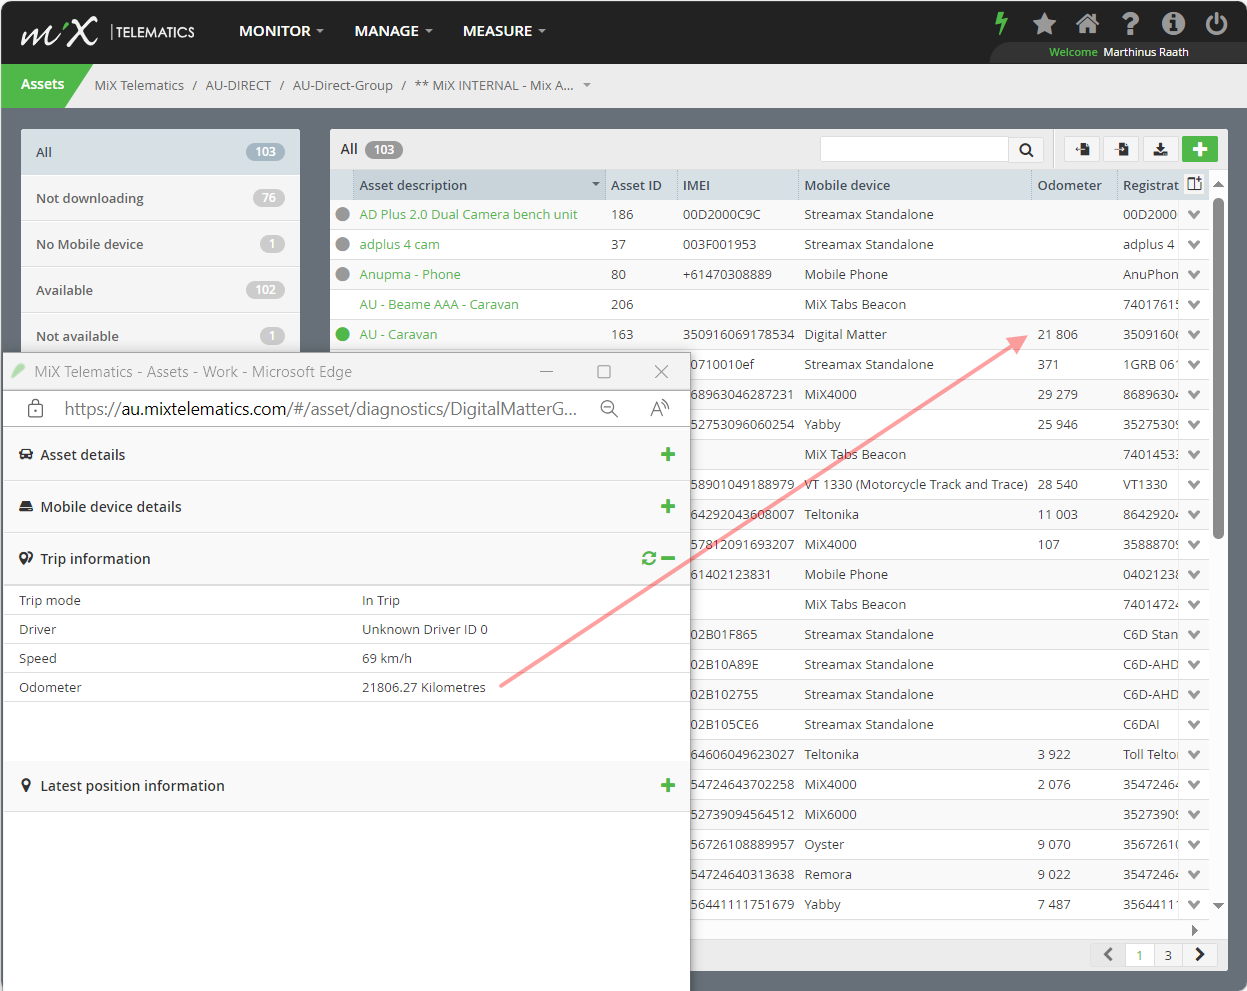 miX TELEMATICS MONITOR MANAGE MEASURE
Welcome Marthinus Raath
Assets MiX Telematics / AU-DIRECT / AU-Direct-Group / ** MiX INTERNAL - Mix A...
All 103
Not downloading 76
No Mobile device 1
Available 102
Not available 1
All 103
Asset description Asset ID IMEI Mobile device Odometer Registrat
AD Plus 2.0 Dual Camera bench unit 186 00D2000C9C Streamax Standalone 00D2000
adplus 4 cam 37 003F001953 Streamax Standalone adplus 4
Anupma - Phone 80 +61470308889 Mobile Phone AnuPhon
AU - Beame AAA - Caravan 206 MiX Tabs Beacon 74017615
AU - Caravan 163 350916069178534 Digital Matter 21 806 3509160
0710010ef Streamax Standalone 371 1GRB 061
68963046287231 MiX4000 29 279 8689630
52753096060254 Yabby 25 946 3527530
MiX Tabs Beacon 7401453
58901049188979 VT 1330 (Motorcycle Track and Trace) 28 540 VT1330
64292043608007 Teltonika 11 003 8642920
57812091693207 MiX4000 107 3588870
61402123831 Mobile Phone 0402123
MiX Tabs Beacon 7401472
02B01F865 Streamax Standalone C6D Stan
02B10A89E Streamax Standalone C6D-AHD
02B102755 Streamax Standalone C6D-AHD
02B105CE6 Streamax Standalone C6DAI
64606049623027 Teltonika 3 922 Toll Telto
54724643702258 MiX4000 2 076 3547246
52739094564512 MiX6000 3527390
56726108889957 Oyster 9 070 3567261
54724640313638 Remora 9 022 3547246
56441111751679 Yabby 7 487 3564411
1 3
MiX Telematics - Assets - Work - Microsoft Edge
https://au.mixtelematics.com/#/asset/diagnostics/DigitalMatterG...
Asset details
Mobile device details
Trip information
Trip mode In Trip
Driver Unknown Driver ID 0
Speed 69 km/h
Odometer 21806.27 Kilometres
Latest position information